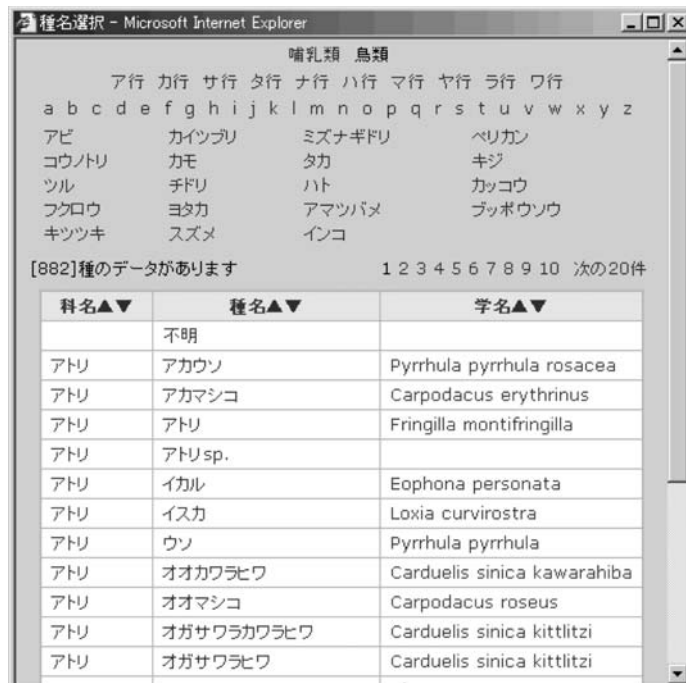 種名選択 - Microsoft Internet Explorer
哺乳類 鳥類
ア行 カ行 サ行 タ行 ナ行 ハ行 マ行 ヤ行 ラ行 ワ行
a b c d e f g h i j k l m n o p q r s t u v w x y z
アビ カイツブリ ミズナギドリ ペリカン
コウノトリ カモ タカ キジ
ツル チドリ ハト カッコウ
フクロウ ヨタカ アマツバメ ブッポウソウ
キツツキ スズメ インコ
[882]種のデータがあります 1 2 3 4 5 6 7 8 9 10 次の20件
科名▲▼ 種名▲▼ 学名▲▼
不明
アトリ アカウソ Pyrrhula pyrrhula rosacea
アトリ アカマシコ Carpodacus erythrinus
アトリ アトリ Fringilla montifringilla
アトリ アトリsp.
アトリ イカル Eophona personata
アトリ イスカ Loxia curvirostra
アトリ ウソ Pyrrhula pyrrhula
アトリ オオカワラヒワ Carduelis sinica kawarahiba
アトリ オオマシコ Carpodacus roseus
アトリ オガサワラカワラヒワ Carduelis sinica kittlitzi
アトリ オガサワラヒワ Carduelis sinica kittlitzi